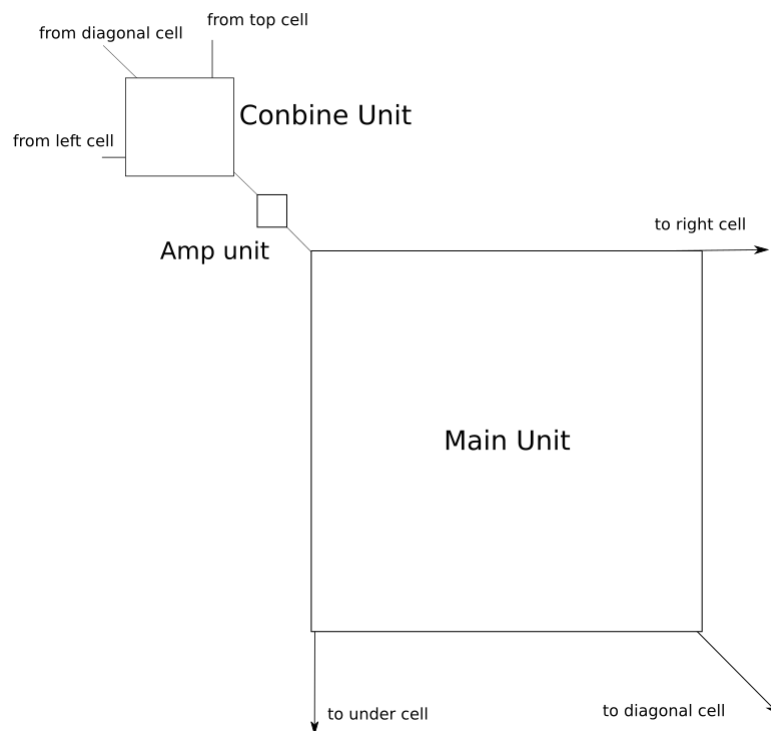 from top cell
from diagonal cell
Conbine Unit
from left cell
to right cell
Amp unit
Main Unit
to diagonal cell
to under cell